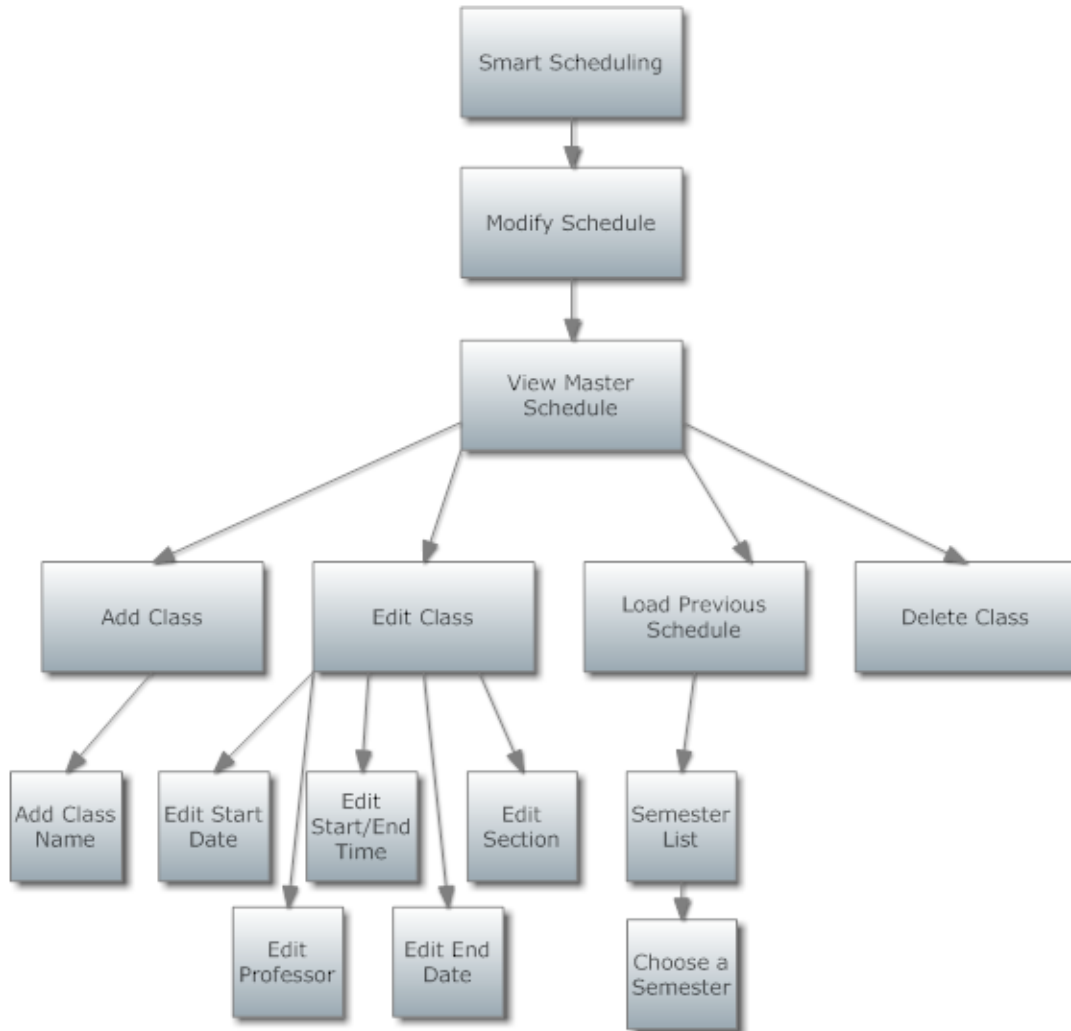 Smart Scheduling
Modify Schedule
View Master
Schedule
Add Class
Edit Class
Load Previous
Schedule
Delete Class
Add Class
Name
Edit Start
Date
Edit
Start/End
Time
Edit
Section
Semester
List
Edit
Professor
Edit End
Date
Choose a
Semester